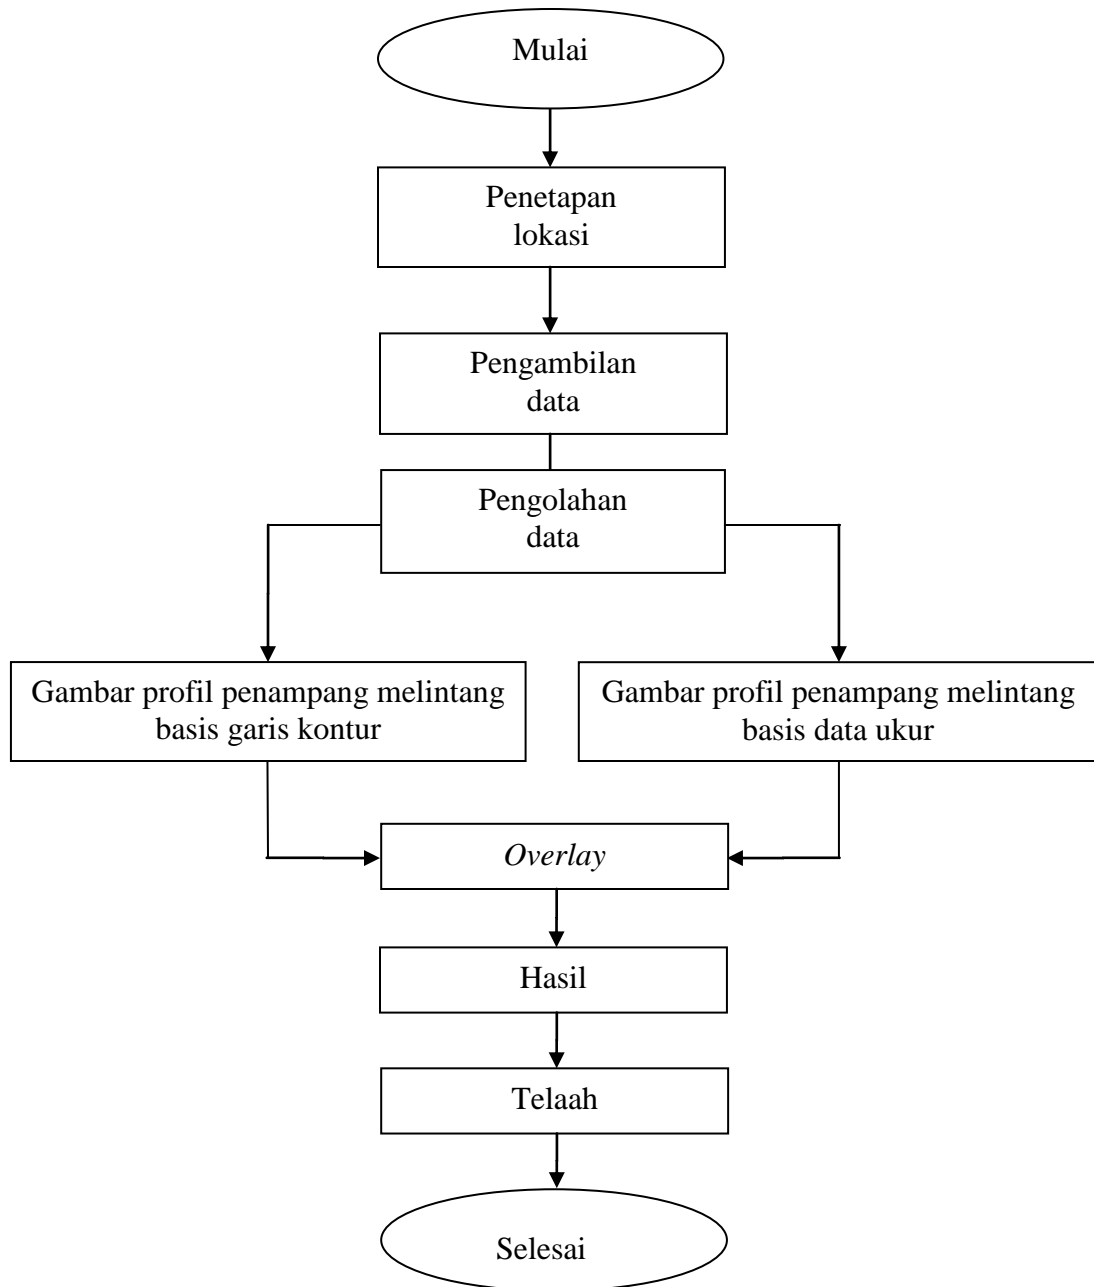 Mulai
Penetapan
lokasi
Pengambilan
data
Pengolahan
data
Gambar profil penampang melintang
basis garis kontur
Gambar profil penampang melintang
basis data ukur
Overlay
Hasil
Telaah
Selesai